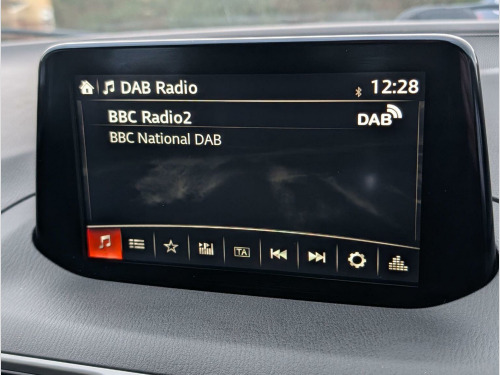 DAB Radio 12:28
BBC Radio2 DAB
BBC National DAB
TA